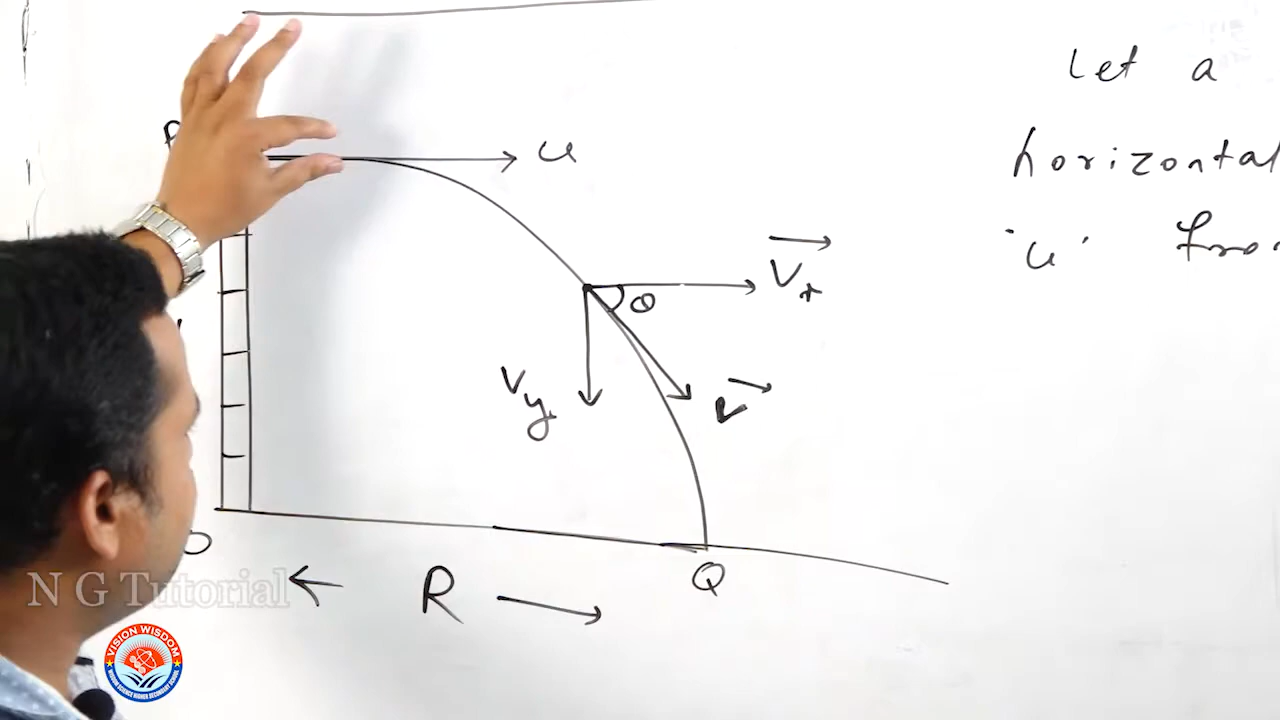 Let a
horizontal
'u' fro
u
Vx
θ
Vy
v
O
R
Q
N G Tutorial
VISION WISDOM